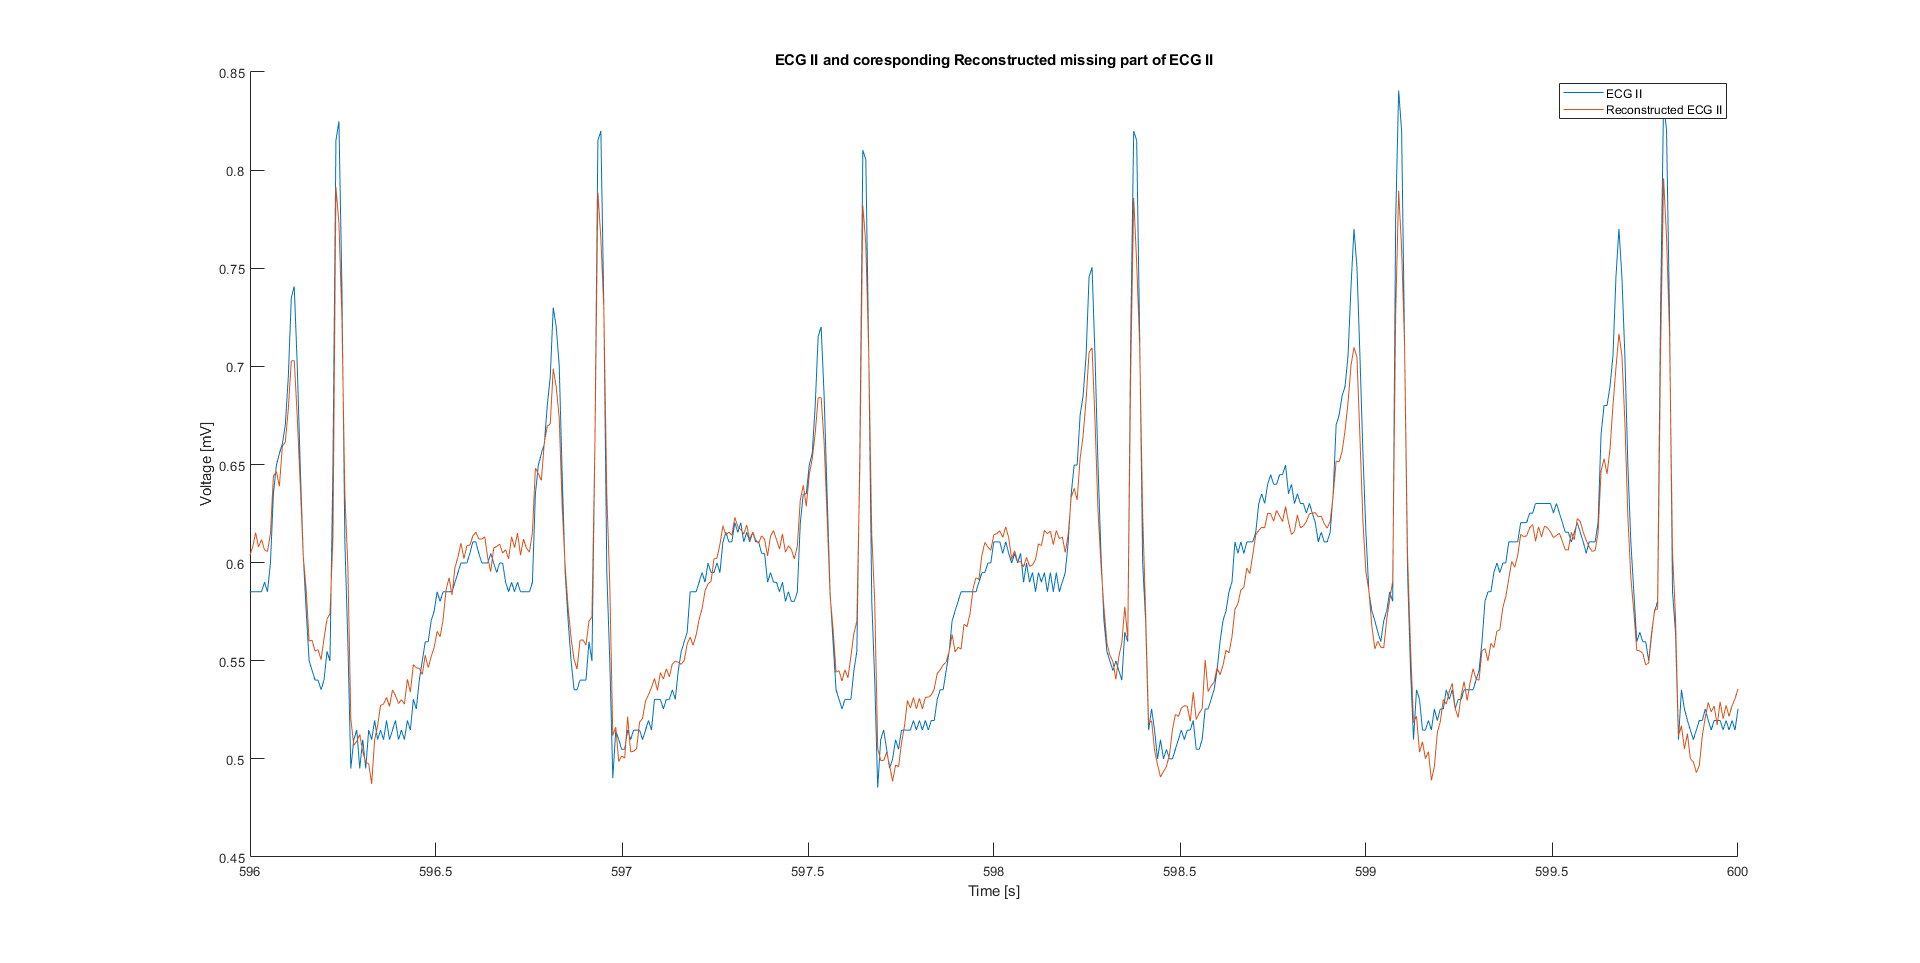 ECG II and coresponding Reconstructed missing part of ECG II
0.85
ECG II
Reconstructed ECG II
0.8
0.75
0.7
0.65
Voltage [mV]
0.6
0.55
0.5
0.45
596 596.5 597 597.5 598 598.5 599 599.5 600
Time [s]